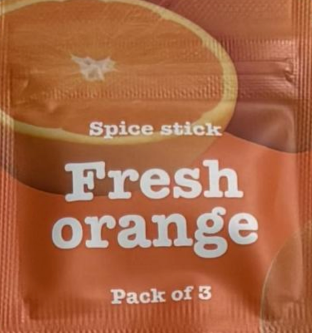 Spice stick
Fresh
orange
Pack of 3